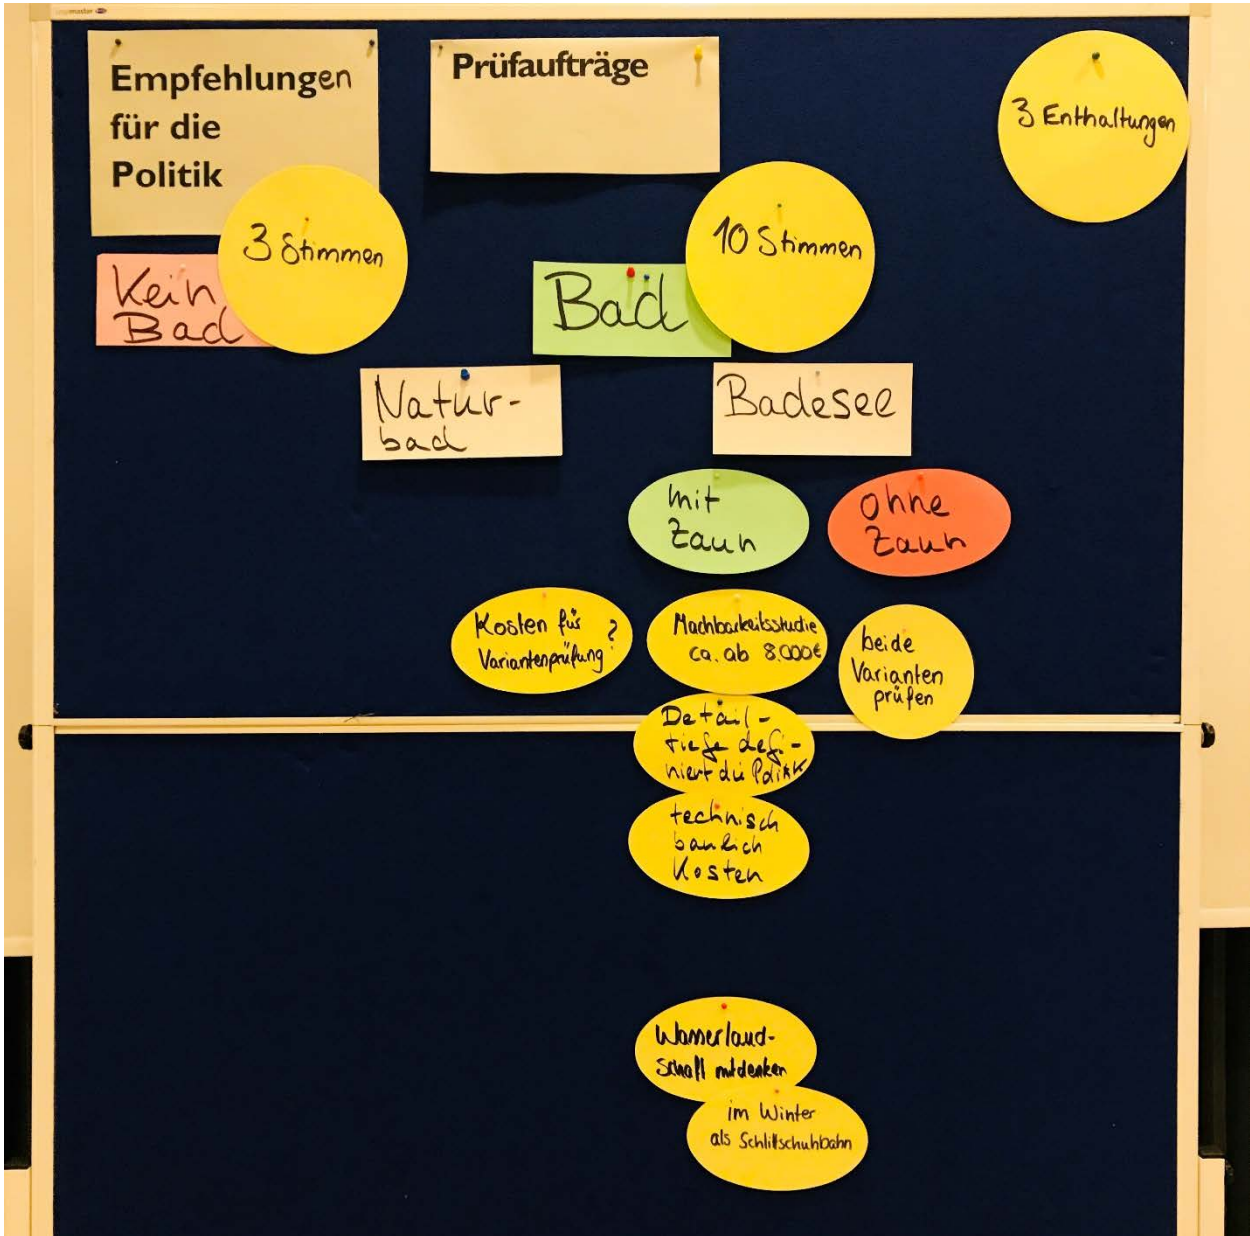 Empfehlungen
für die
Politik
Prüfaufträge
3 Enthaltungen
3 Stimmen
10 Stimmen
Kein
Bad
Bad
Natur-
bad
Badesee
mit
Zaun
ohne
Zaun
Kosten für
Variantenprüfung?
Machbarkeitsstudie
ca. ab 8.000€
beide
Varianten
prüfen
Detail-
tiefe defi-
niert die Politik
technisch
baulich
Kosten
Wasserland-
schaft mitdenken
im Winter
als Schlittschuhbahn